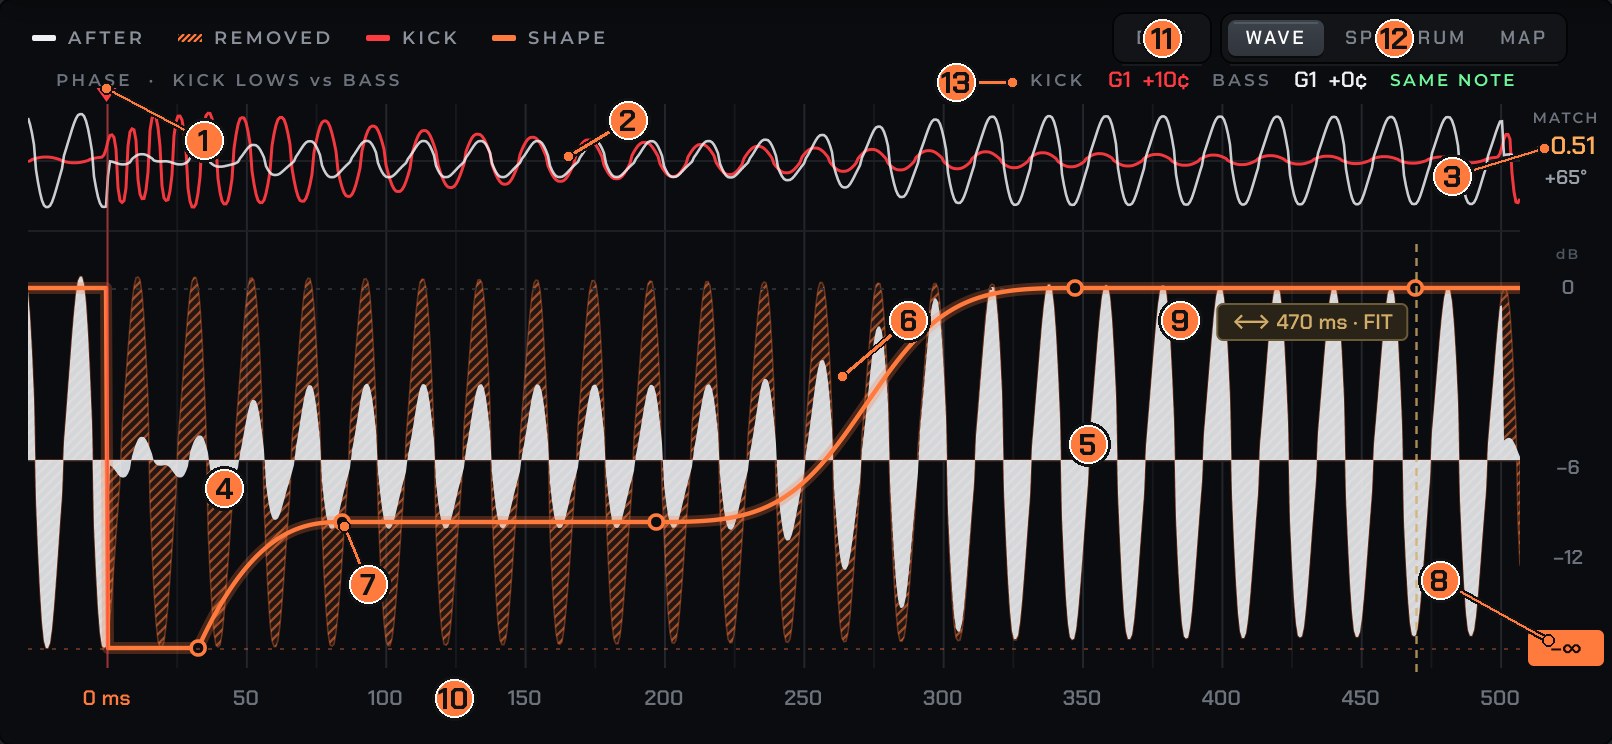 AFTER REMOVED KICK SHAPE
11
WAVE 12 MAP
PHASE · KICK LOWS vs BASS
13 KICK G1 +10¢ BASS G1 +0¢ SAME NOTE
MATCH
0.51
+65°
1
2
3
dB
0
6
9
↔ 470 ms · FIT
5
-6
4
-12
7
8
-∞
0 ms 50 100 10 150 200 250 300 350 400 450 500